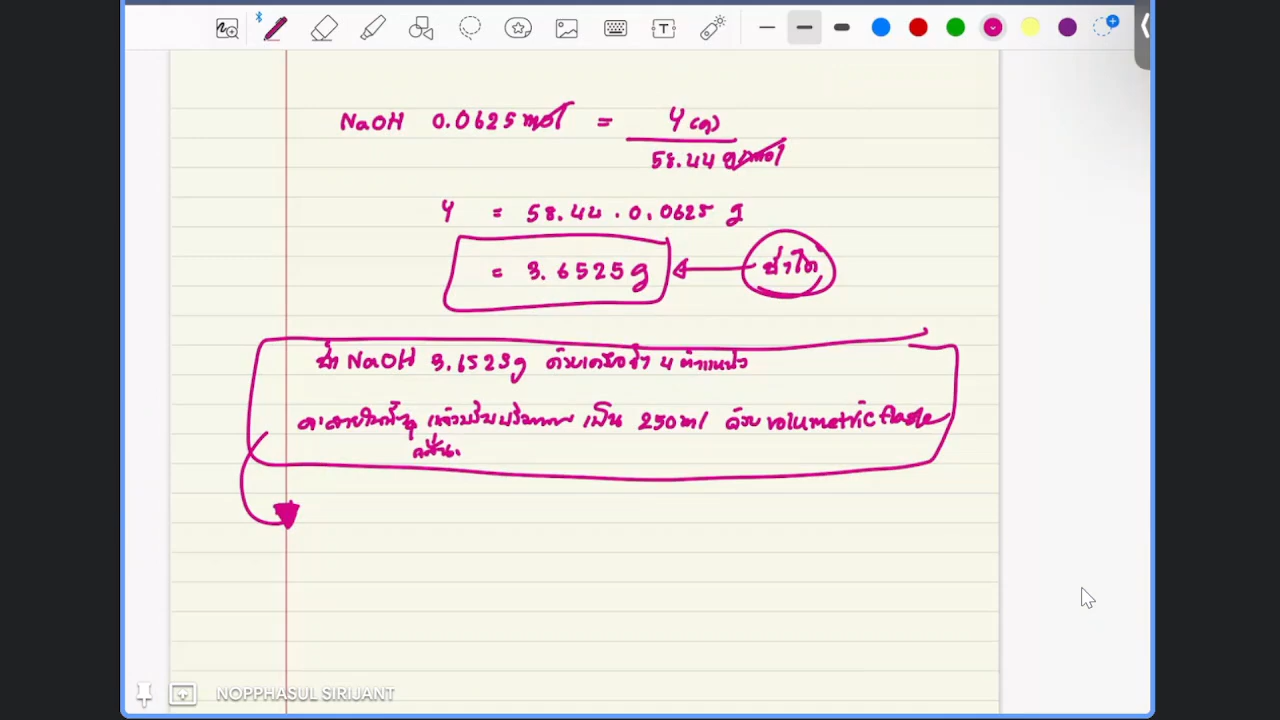 NaOH 0.0625 mol = Y(g)
58.44 g/mol
Y = 58.44 . 0.0625 g
= 3.6525 g
ชั่งได้
ชั่ง NaOH 3.6523g ด้วยเครื่องชั่ง 4 ตำแหน่ง
ละลายในน้ำ แล้วปรับปริมาตร เป็น 250 ml ด้วย volumetric flask
กลั่น.
NOPPHASUL SIRIJANT